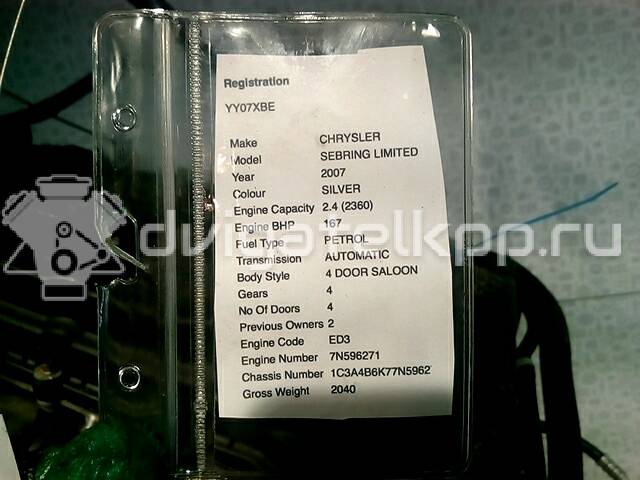 Registration
YY07XBE
Make CHRYSLER
Model SEBRING LIMITED
Year 2007
Colour SILVER
Engine Capacity 2.4 (2360)
Engine BHP 167
Fuel Type PETROL
Transmission AUTOMATIC
Body Style 4 DOOR SALOON
Gears 4
No Of Doors 4
Previous Owners 2
Engine Code ED3
Engine Number 7N596271
Chassis Number 1C3A4B6K77N5962
Gross Weight 2040
dvigatelkpp.ru